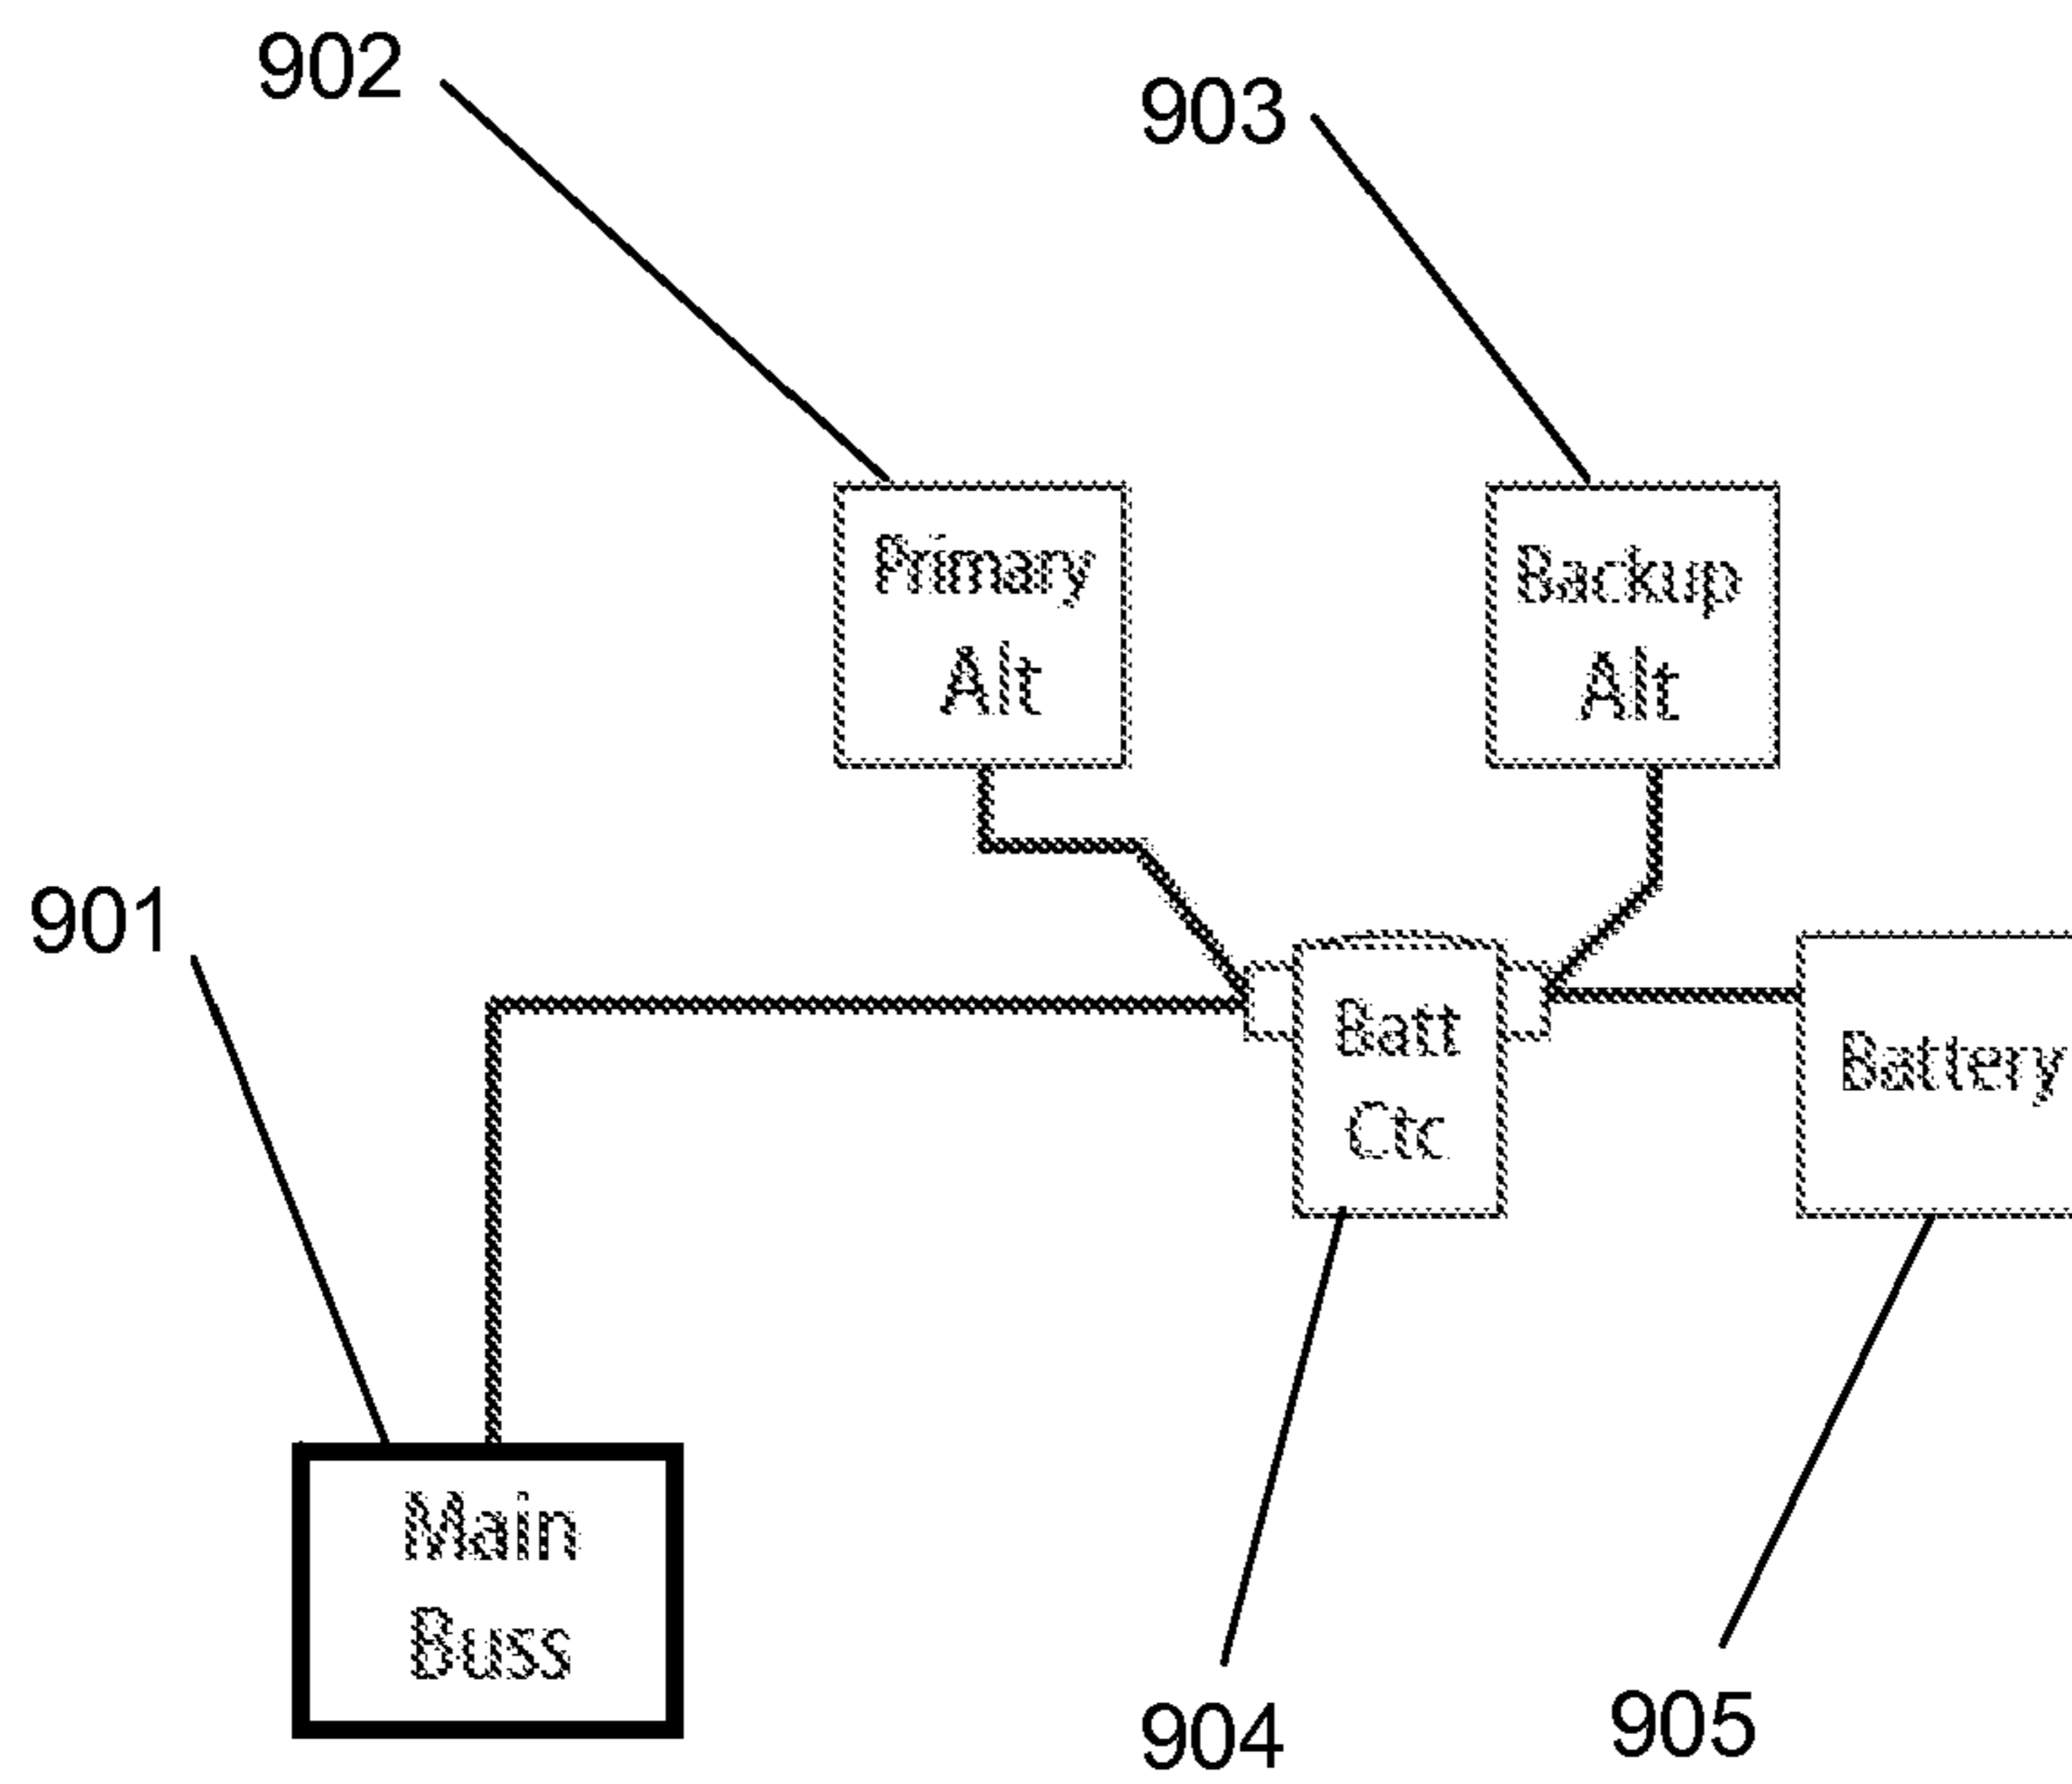 902
903
Primary
Alt
Backup
Alt
901
Batt
Ctc
Battery
Main
Buss
904
905